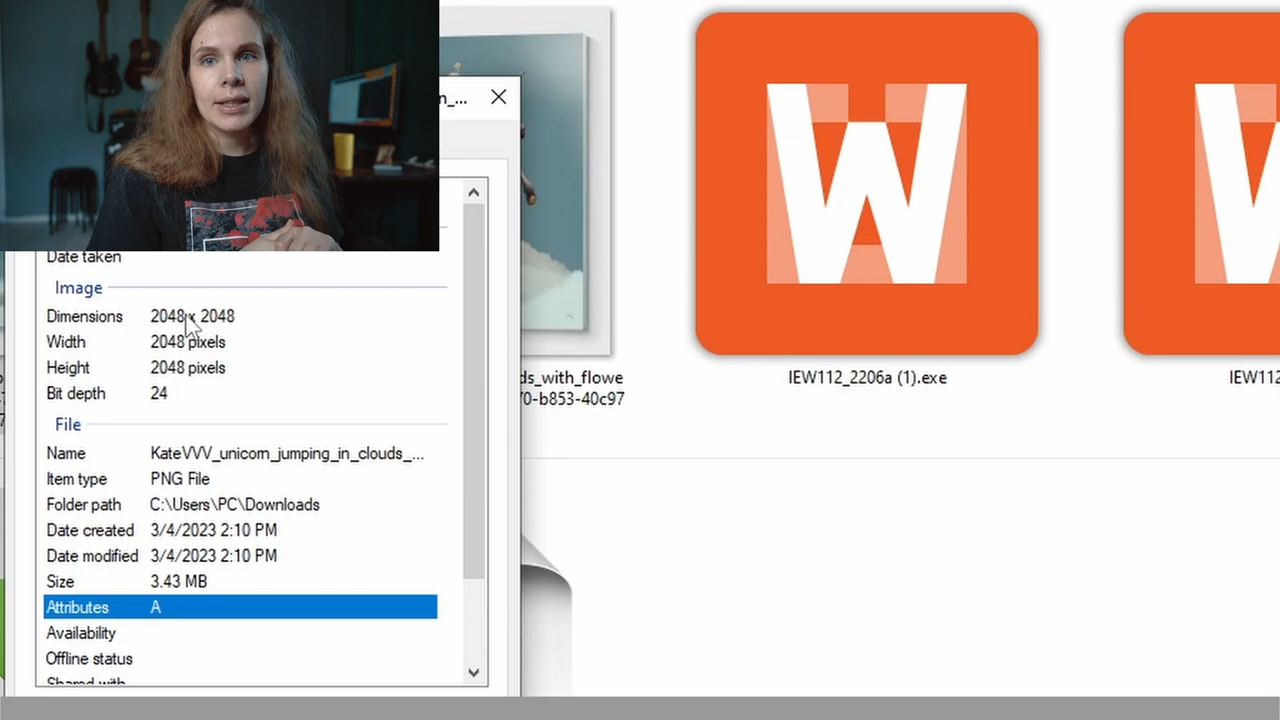 n_...
Date taken
Image
Dimensions 2048 x 2048
Width 2048 pixels
Height 2048 pixels
Bit depth 24
File
Name KateVVV_unicorn_jumping_in_clouds_...
Item type PNG File
Folder path C:\Users\PC\Downloads
Date created 3/4/2023 2:10 PM
Date modified 3/4/2023 2:10 PM
Size 3.43 MB
Attributes A
Availability
Offline status
Shared with
ds_with_flowe
70-b853-40c97
W
IEW112_2206a (1).exe
IEW112